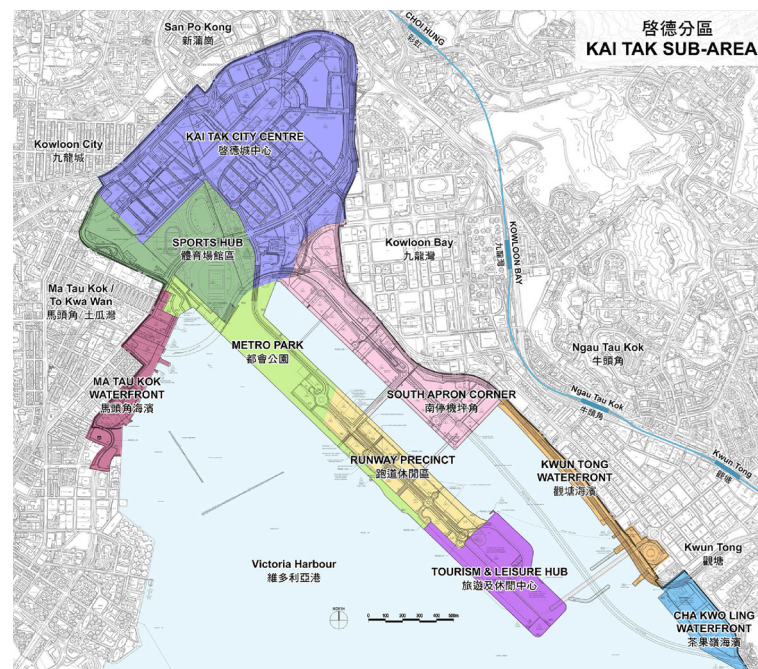 啓德分區
KAI TAK SUB-AREA
San Po Kong
新蒲崗
CHOI HUNG
彩虹
KAI TAK CITY CENTRE
啓德城中心
Kowloon City
九龍城
SPORTS HUB
體育場館區
Kowloon Bay
九龍灣
KOWLOON BAY
九龍灣
Ma Tau Kok /
To Kwa Wan
馬頭角/土瓜灣
METRO PARK
都會公園
Ngau Tau Kok
牛頭角
MA TAU KOK
WATERFRONT
馬頭角海濱
SOUTH APRON CORNER
南停機坪角
Ngau Tau Kok
牛頭角
RUNWAY PRECINCT
跑道休閒區
KWUN TONG
WATERFRONT
觀塘海濱
Kwun Tong
觀塘
Victoria Harbour
維多利亞港
TOURISM & LEISURE HUB
旅遊及休閒中心
Kwun Tong
觀塘
NORTH
0 100 200 300 400 500m
CHA KWO LING
WATERFRONT
茶果嶺海濱